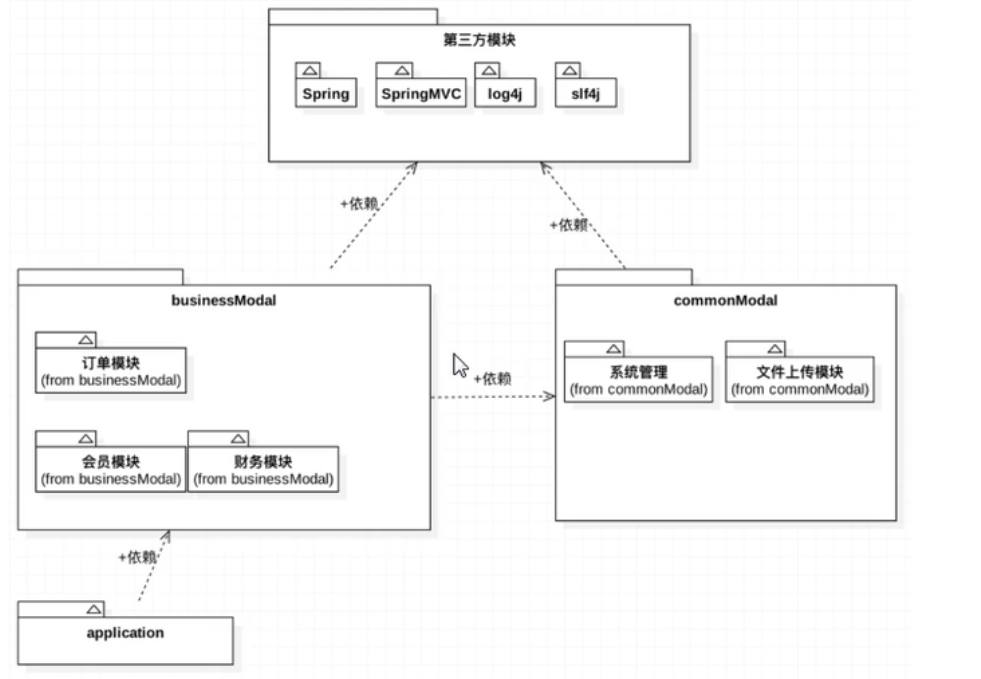 第三方模块
Spring
SpringMVC
log4j
slf4j
+依赖
+依赖
businessModal
commonModal
订单模块
(from businessModal)
系统管理
(from commonModal)
文件上传模块
(from commonModal)
+依赖
会员模块
(from businessModal)
财务模块
(from businessModal)
+依赖
application